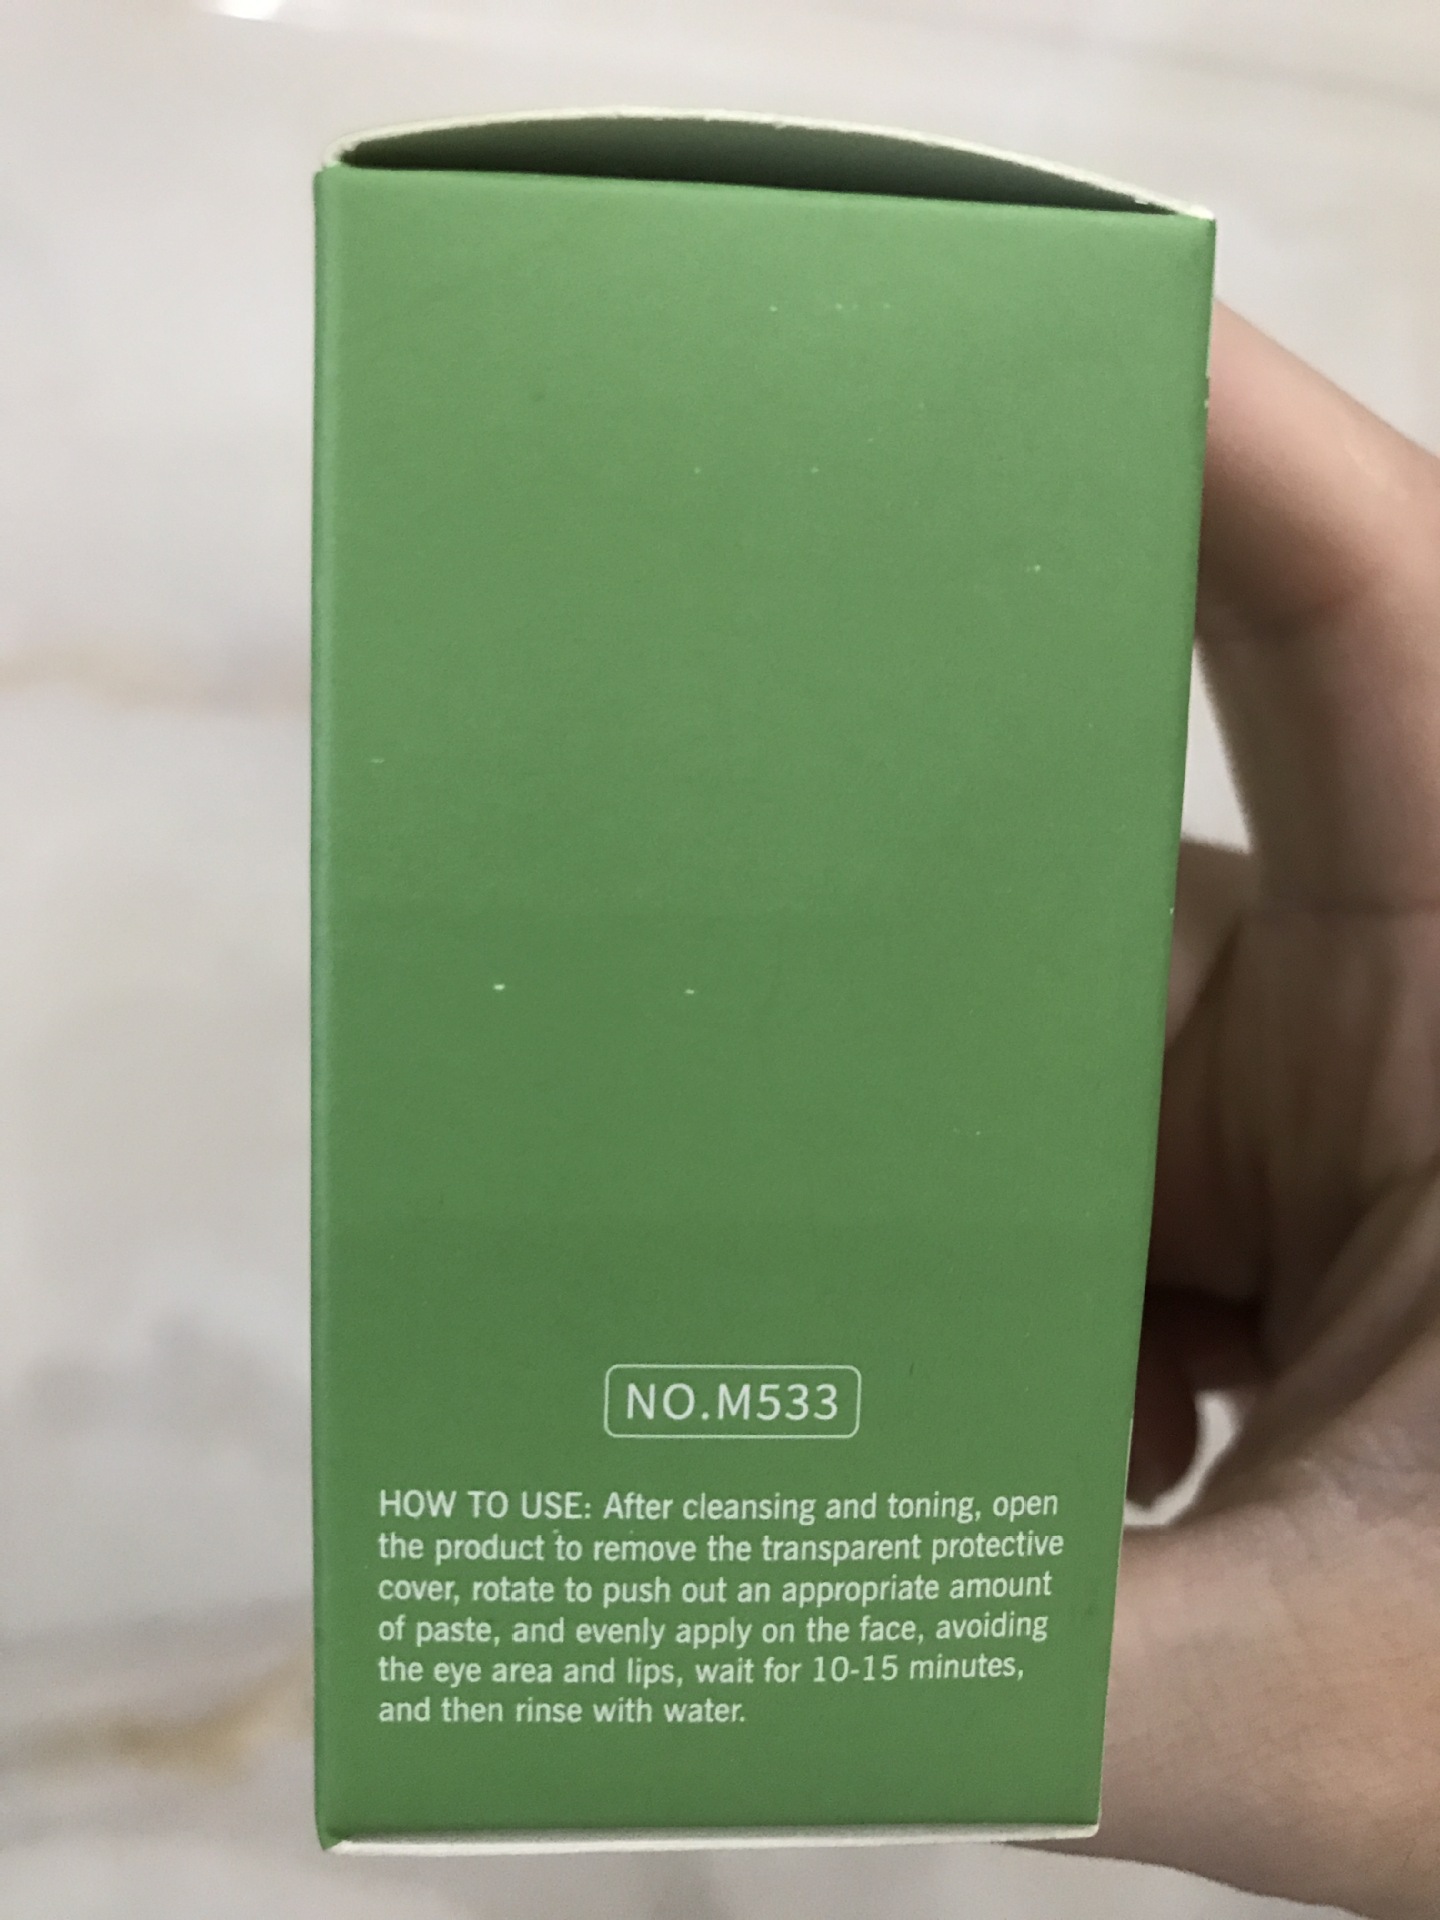 NO.M533
HOW TO USE: After cleansing and toning, open
the product to remove the transparent protective
cover, rotate to push out an appropriate amount
of paste, and evenly apply on the face, avoiding
the eye area and lips, wait for 10-15 minutes,
and then rinse with water.